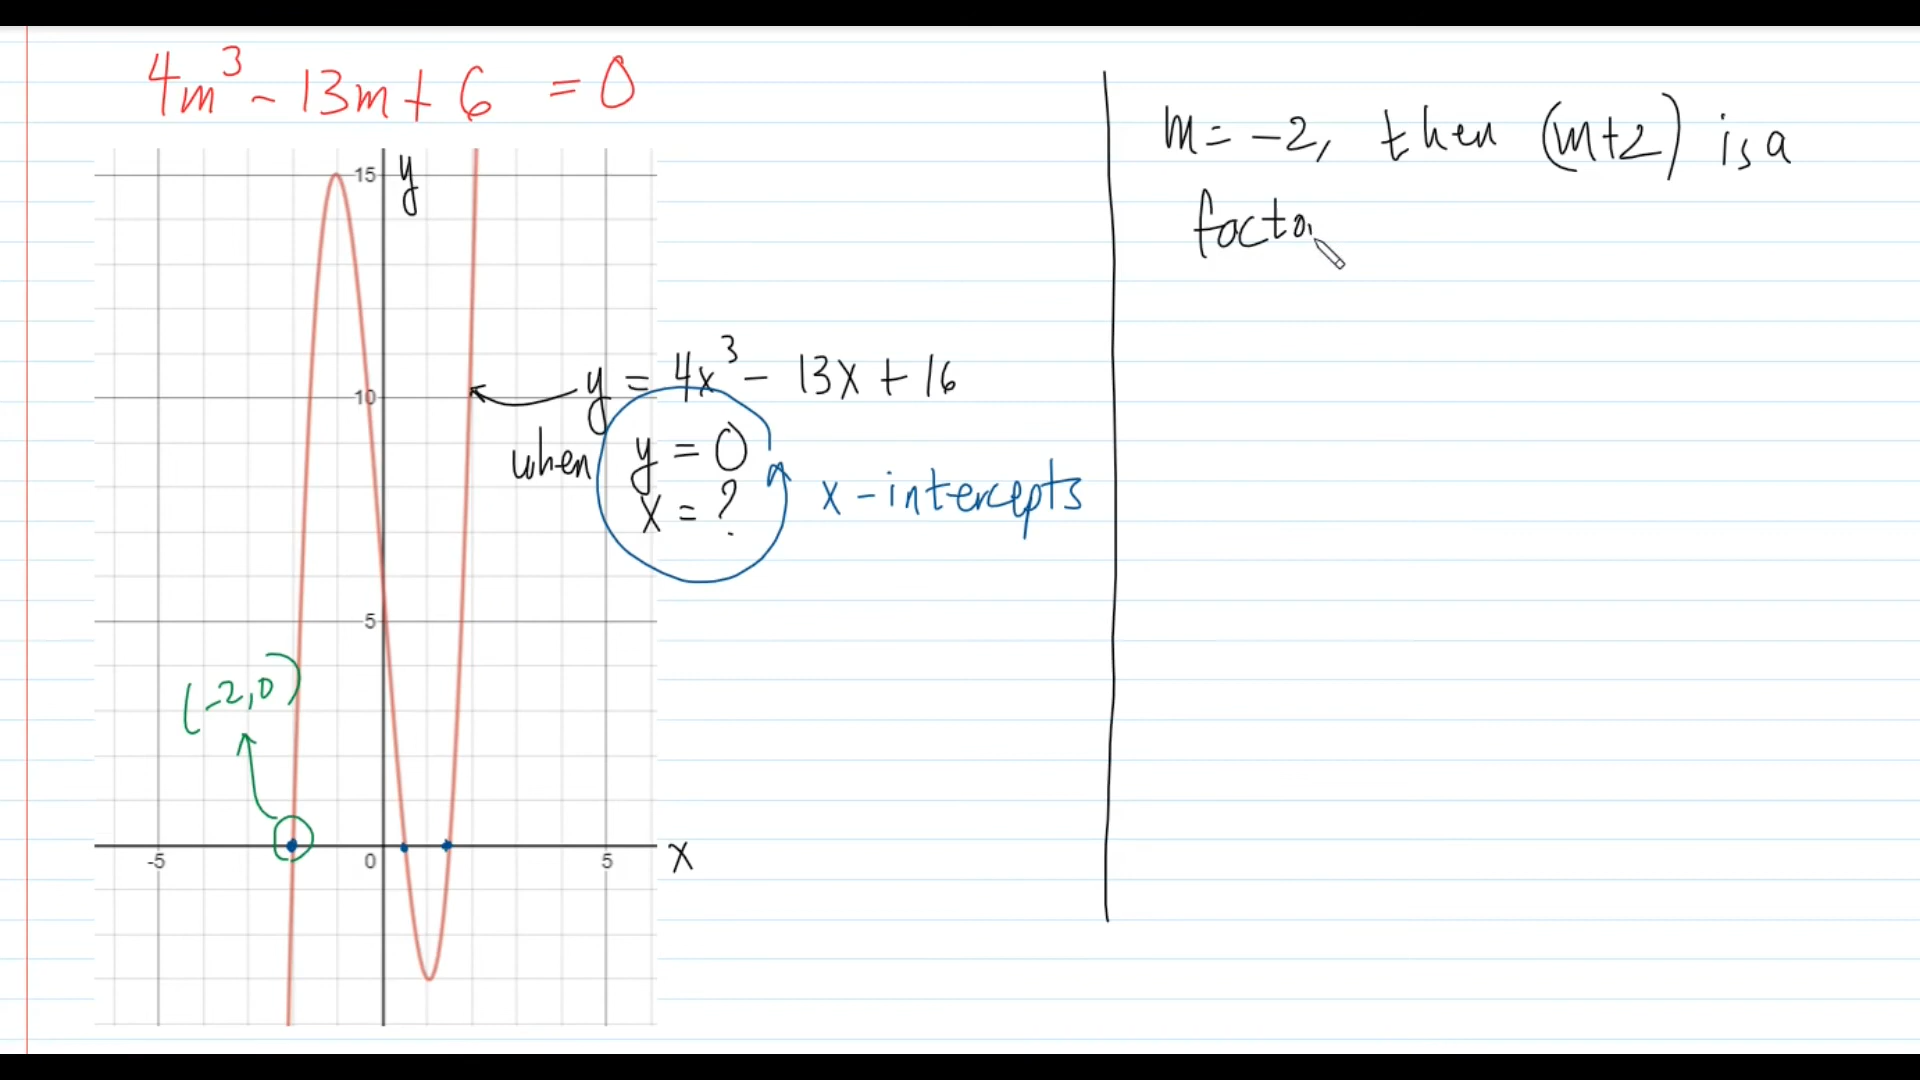 4m³ - 13m + 6 = 0
15 y
10
5
-5 0 5 x
y = 4x³ - 13x + 16
when y = 0
x = ?
x-intercepts
(-2,0)
m = -2, then (m+2) is a
facto